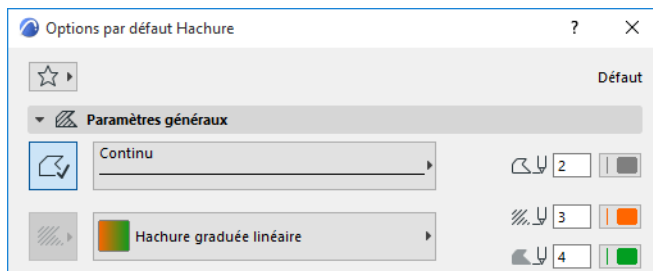 Options par défaut Hachure ?
Défaut
Paramètres généraux
Continu
2
3
Hachure graduée linéaire
4